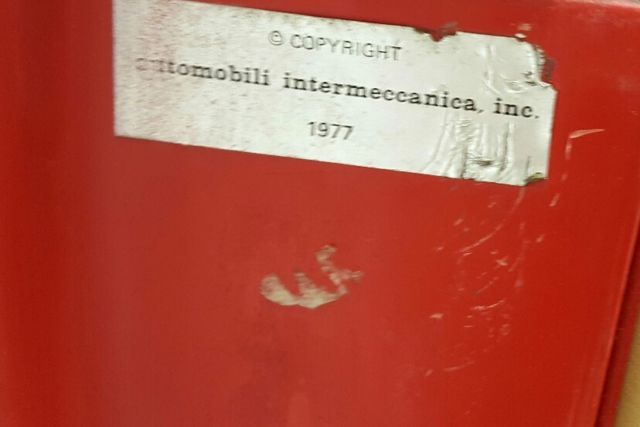 © COPYRIGHT
automobili intermeccanica, inc.
1977